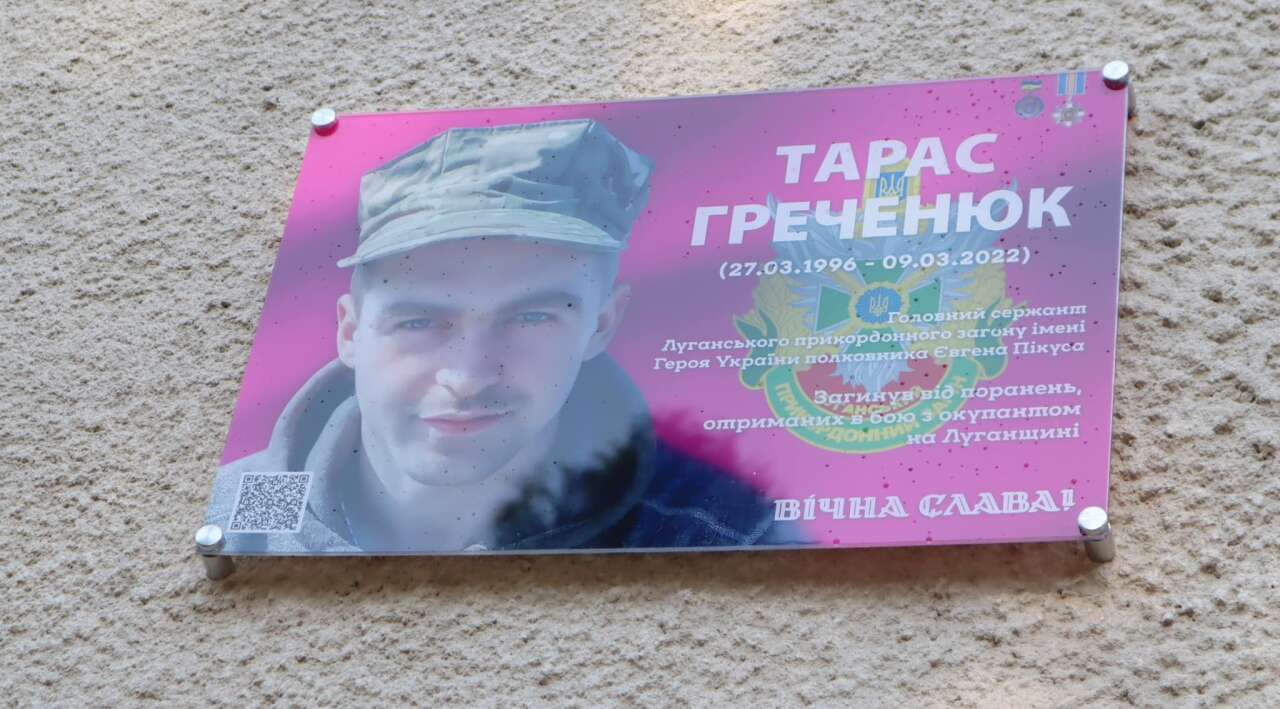 ТАРАС
ГРЕЧЕНЮК
(27.03.1996 - 09.03.2022)
Головний сержант
Луганського прикордонного загону імені
Героя України полковника Євгена Пікуса
Загинув від поранень,
отриманих в бою з окупантом
на Луганщині
ПРИКОРДОННИЙ
ВІЧНА СЛАВА!